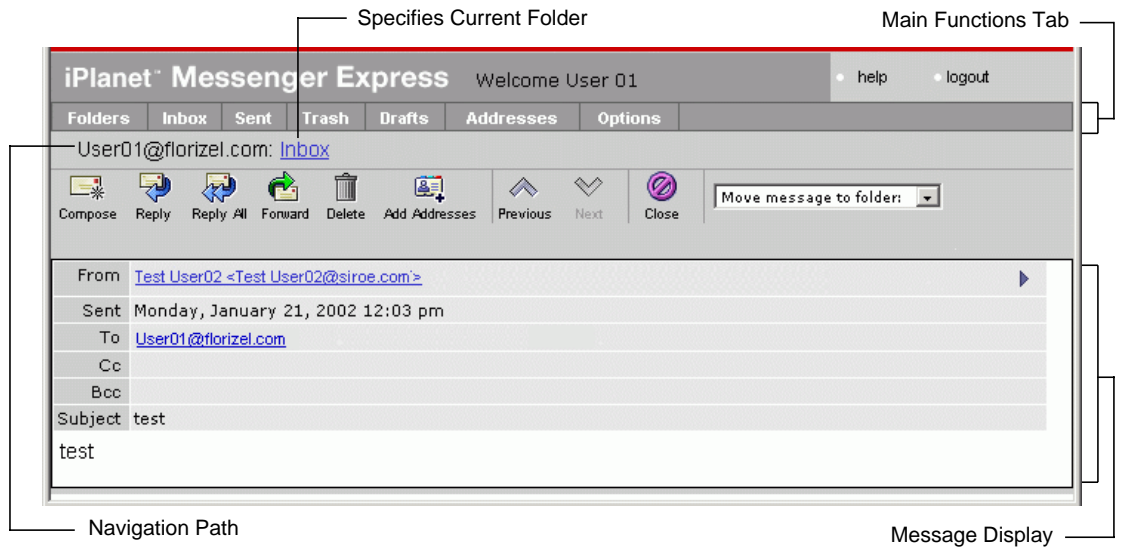 Specifies Current Folder
Main Functions Tab
iPlanet™ Messenger Express Welcome User 01
help logout
Folders Inbox Sent Trash Drafts Addresses Options
User01@florizel.com: Inbox
Compose Reply Reply All Forward Delete Add Addresses Previous Next Close Move message to folder:
From Test User02 <Test User02@siroe.com>
Sent Monday, January 21, 2002 12:03 pm
To User01@florizel.com
Cc
Bcc
Subject test
test
Navigation Path
Message Display